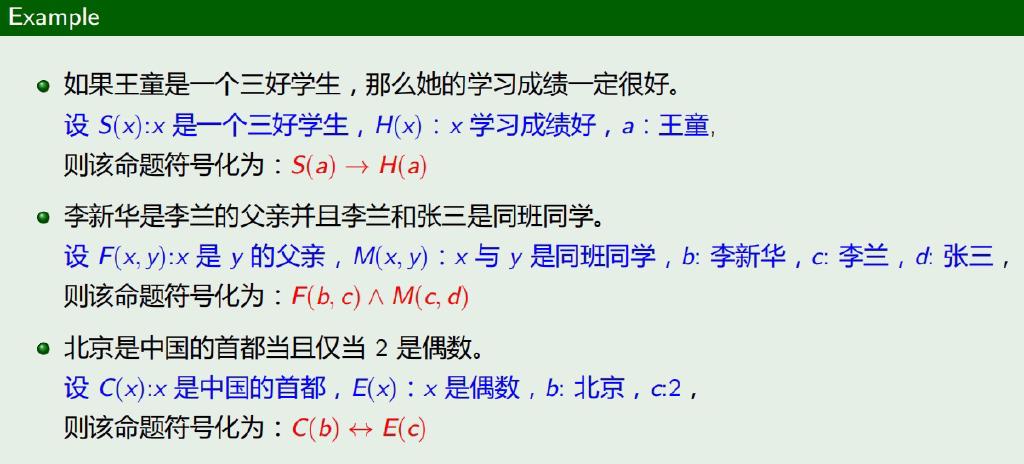 Example
如果王童是一个三好学生，那么她的学习成绩一定很好。
设 S(x):x 是一个三好学生，H(x)：x 学习成绩好，a：王童,
则该命题符号化为：S(a) → H(a)
李新华是李兰的父亲并且李兰和张三是同班同学。
设 F(x, y):x 是 y 的父亲，M(x, y)：x 与 y 是同班同学，b: 李新华，c: 李兰，d: 张三，
则该命题符号化为：F(b, c) ∧ M(c, d)
北京是中国的首都当且仅当 2 是偶数。
设 C(x):x 是中国的首都，E(x)：x 是偶数，b: 北京，c:2，
则该命题符号化为：C(b) ↔ E(c)